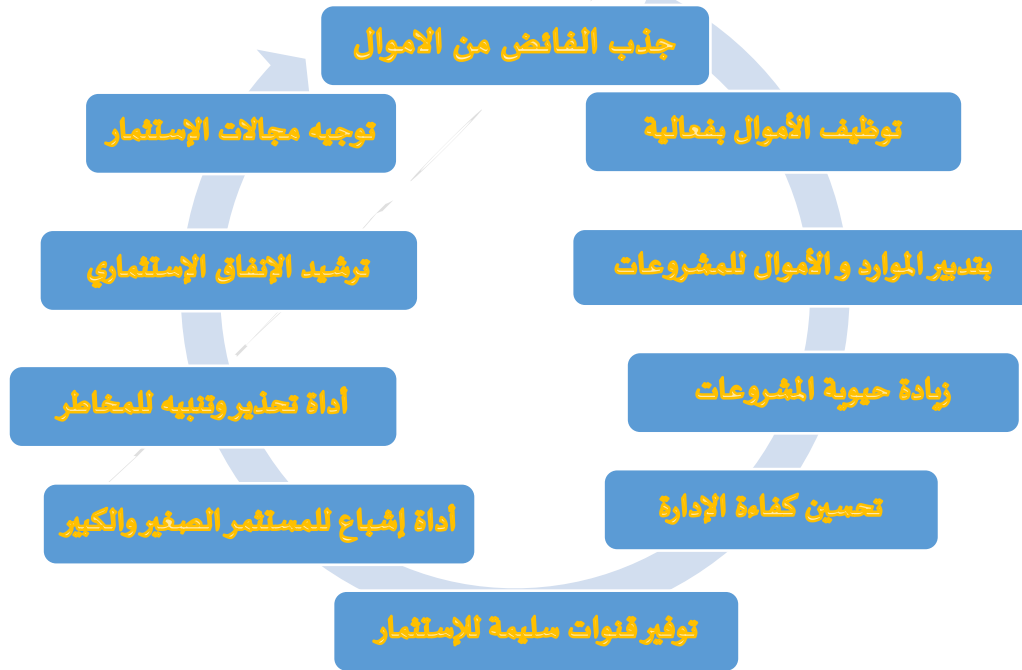 جذب الفائض من الاموال
توظيف الأموال بفعالية
بتدبير الموارد و الأموال للمشروعات
زيادة حيوية المشروعات
تحسين كفاءة الإدارة
توفير قنوات سليمة للإستثمار
أداة إشباع للمستثمر الصغير والكبير
أداة تحذير وتنبيه للمخاطر
ترشيد الإنفاق الإستثماري
توجيه مجالات الإستثمار